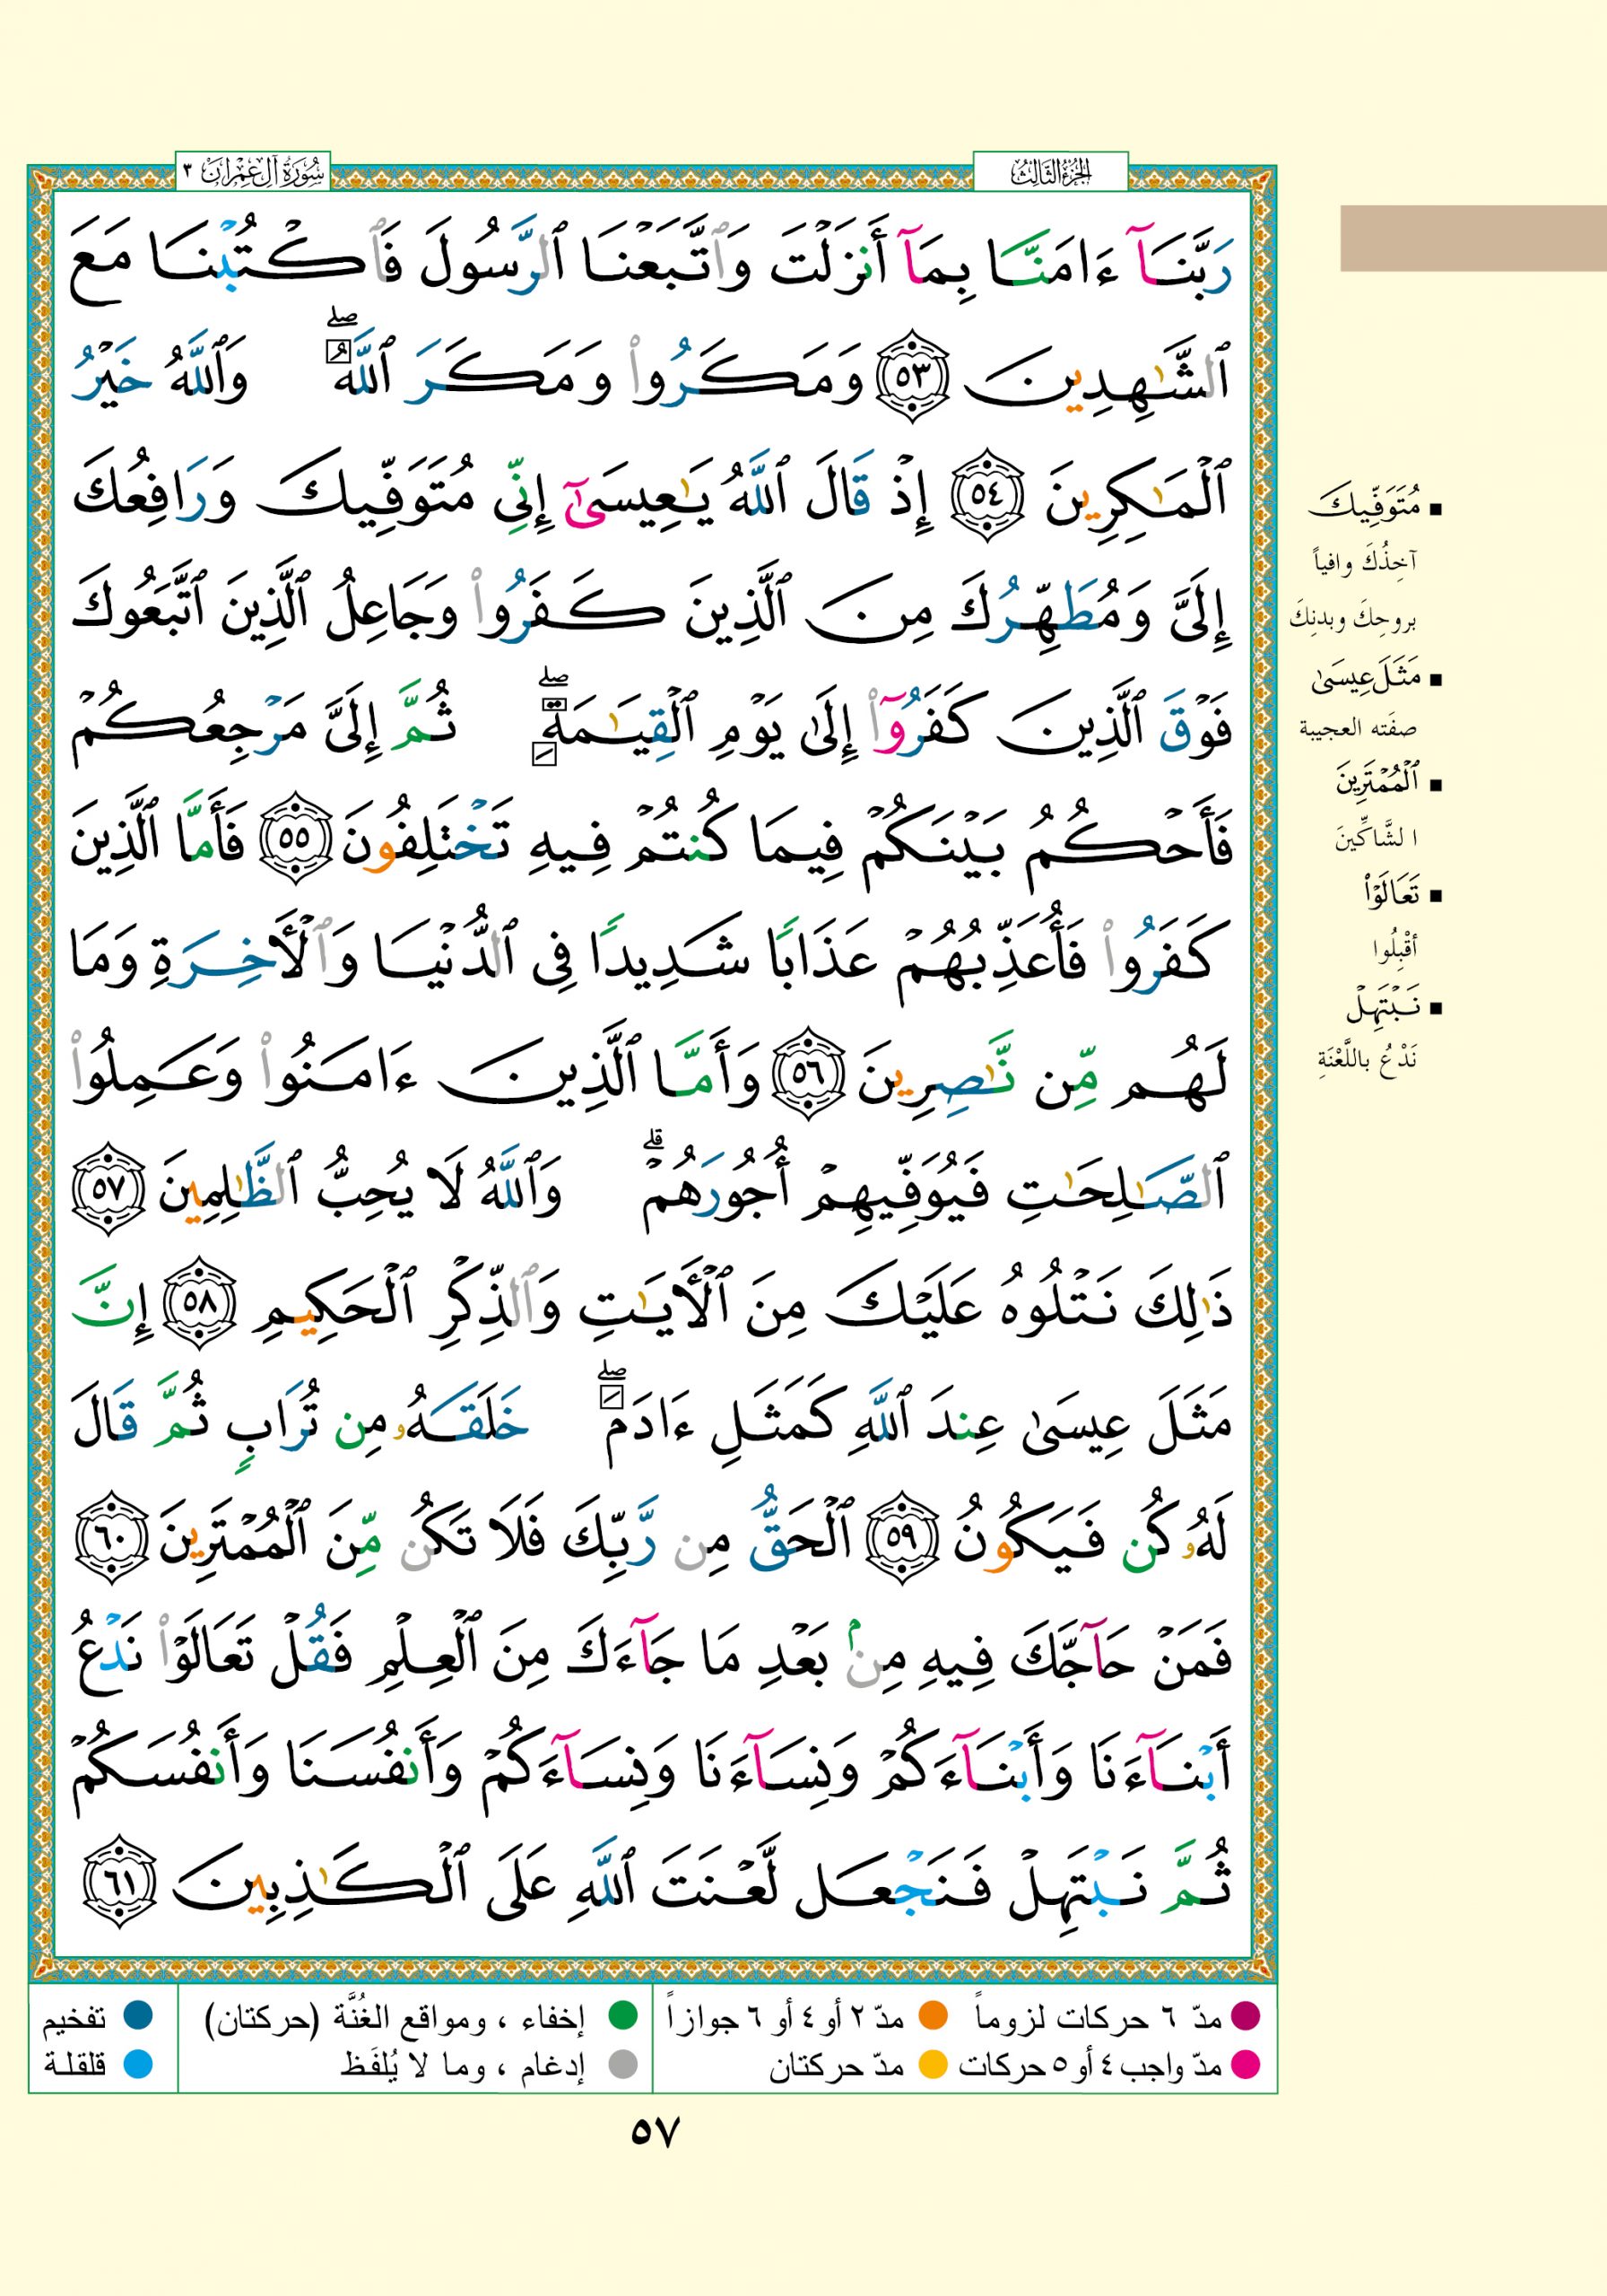 الجزء الثالث
سورة آل عمران ٣
رَبَّنَآ ءَامَنَّا بِمَآ أَنزَلْتَ وَٱتَّبَعْنَا ٱلرَّسُولَ فَٱكْتُبْنَا مَعَ
ٱلشَّٰهِدِينَ ٥٣ وَمَكَرُوا۟ وَمَكَرَ ٱللَّهُ ۖ وَٱللَّهُ خَيْرُ
ٱلْمَٰكِرِينَ ٥٤ إِذْ قَالَ ٱللَّهُ يَٰعِيسَىٰٓ إِنِّى مُتَوَفِّيكَ وَرَافِعُكَ
إِلَىَّ وَمُطَهِّرُكَ مِنَ ٱلَّذِينَ كَفَرُوا۟ وَجَاعِلُ ٱلَّذِينَ ٱتَّبَعُوكَ
فَوْقَ ٱلَّذِينَ كَفَرُوٓا۟ إِلَىٰ يَوْمِ ٱلْقِيَٰمَةِ ۖ ثُمَّ إِلَىَّ مَرْجِعُكُمْ
فَأَحْكُمُ بَيْنَكُمْ فِيمَا كُنتُمْ فِيهِ تَخْتَلِفُونَ ٥٥ فَأَمَّا ٱلَّذِينَ
كَفَرُوا۟ فَأُعَذِّبُهُمْ عَذَابًا شَدِيدًا فِى ٱلدُّنْيَا وَٱلْأَخِرَةِ وَمَا
لَهُم مِّن نَّٰصِرِينَ ٥٦ وَأَمَّا ٱلَّذِينَ ءَامَنُوا۟ وَعَمِلُوا۟
ٱلصَّٰلِحَٰتِ فَيُوَفِّيهِمْ أُجُورَهُمْ ۗ وَٱللَّهُ لَا يُحِبُّ ٱلظَّٰلِمِينَ ٥٧
ذَٰلِكَ نَتْلُوهُ عَلَيْكَ مِنَ ٱلْأَيَٰتِ وَٱلذِّكْرِ ٱلْحَكِيمِ ٥٨ إِنَّ
مَثَلَ عِيسَىٰ عِندَ ٱللَّهِ كَمَثَلِ ءَادَمَ ۖ خَلَقَهُۥ مِن تُرَابٍ ثُمَّ قَالَ
لَهُۥ كُن فَيَكُونُ ٥٩ ٱلْحَقُّ مِن رَّبِّكَ فَلَا تَكُن مِّنَ ٱلْمُمْتَرِينَ ٦٠
فَمَنْ حَآجَّكَ فِيهِ مِنۢ بَعْدِ مَا جَآءَكَ مِنَ ٱلْعِلْمِ فَقُلْ تَعَالَوْا۟ نَدْعُ
أَبْنَآءَنَا وَأَبْنَآءَكُمْ وَنِسَآءَنَا وَنِسَآءَكُمْ وَأَنفُسَنَا وَأَنفُسَكُمْ
ثُمَّ نَبْتَهِلْ فَنَجْعَل لَّعْنَتَ ٱللَّهِ عَلَى ٱلْكَٰذِبِينَ ٦١
■ مُتَوَفِّيكَ
آخِذُكَ وافياً
بروحِكَ وبدنِكَ
■ مَثَلَ عِيسَىٰ
صفَته العجيبة
■ ٱلْمُمْتَرِينَ
الشَّاكِّينَ
■ تَعَالَوْا۟
أقْبِلُوا
■ نَبْتَهِلْ
نَدْعُ باللَّعْنَةِ
مدّ ٦ حركات لزوماً
مدّ ٢ أو ٤ أو ٦ جوازاً
إخفاء ، ومواقع الغُنَّة (حركتان)
تفخيم
مدّ واجب ٤ أو ٥ حركات
مدّ حركتان
إدغام ، وما لا يُلفَظ
قلقلة
٥٧